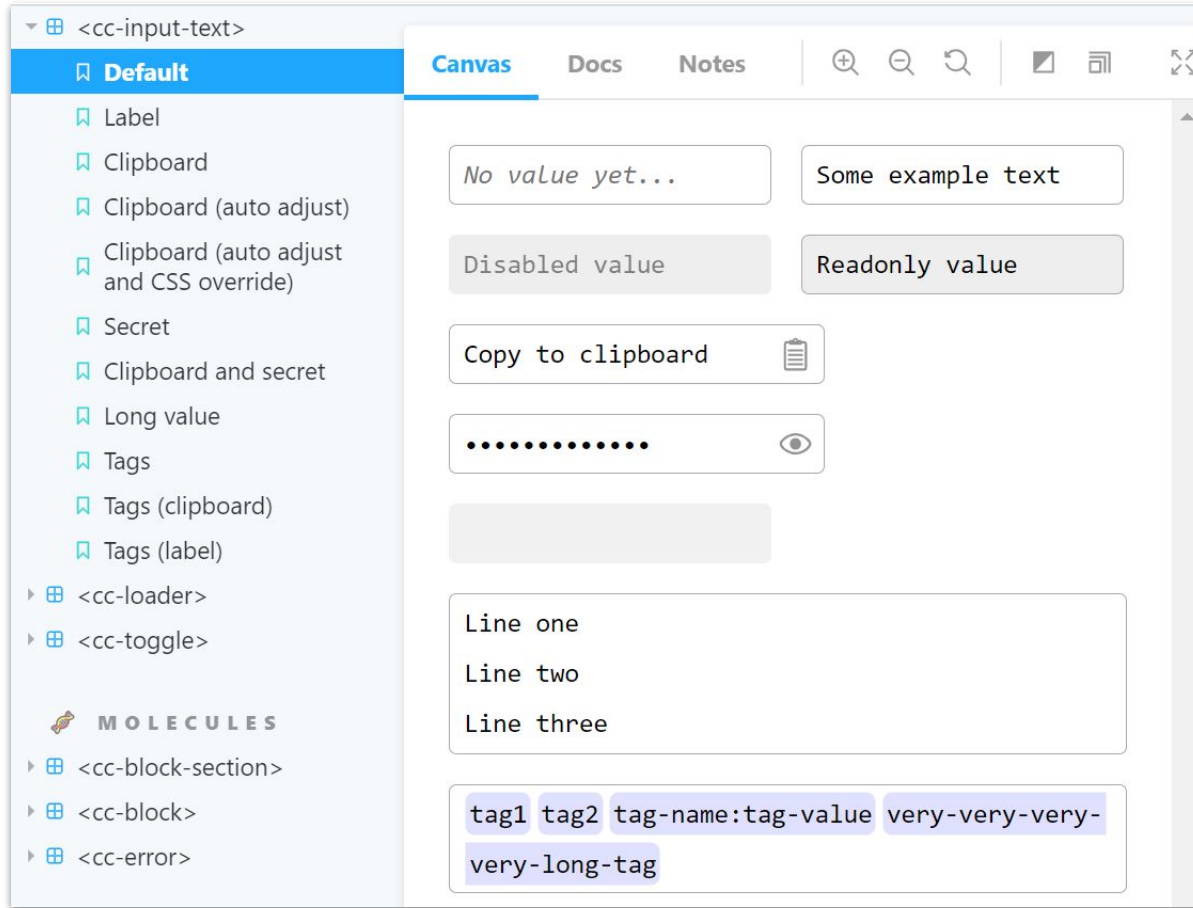 <cc-input-text>
Default
Label
Clipboard
Clipboard (auto adjust)
Clipboard (auto adjust
and CSS override)
Secret
Clipboard and secret
Long value
Tags
Tags (clipboard)
Tags (label)
<cc-loader>
<cc-toggle>
MOLECULES
<cc-block-section>
<cc-block>
<cc-error>
Canvas Docs Notes
No value yet... Some example text
Disabled value Readonly value
Copy to clipboard
•••••••••••••
Line one
Line two
Line three
tag1 tag2 tag-name:tag-value very-very-very-
very-long-tag